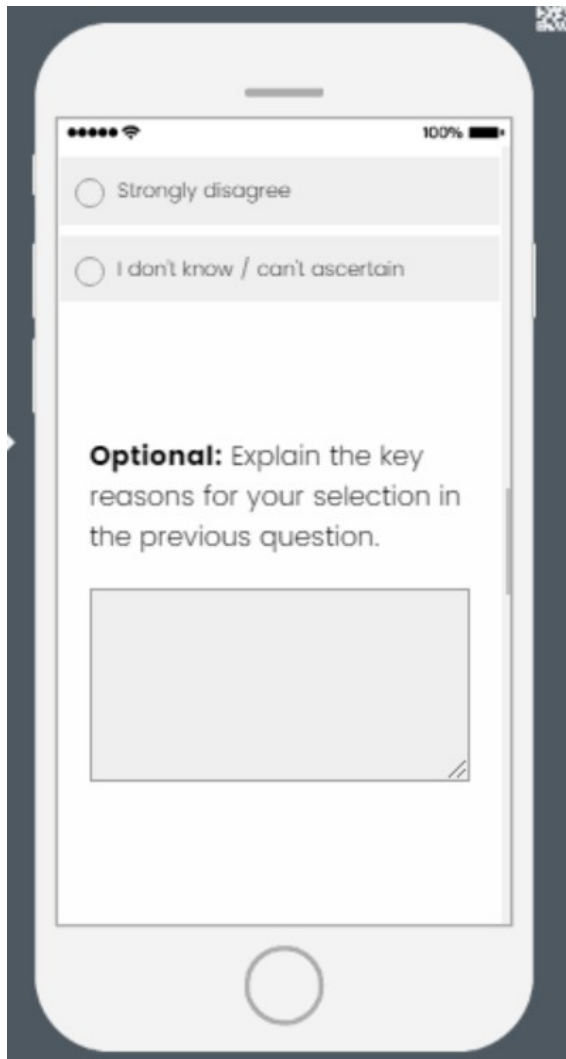 100%
Strongly disagree
I don't know / can't ascertain
Optional: Explain the key
reasons for your selection in
the previous question.